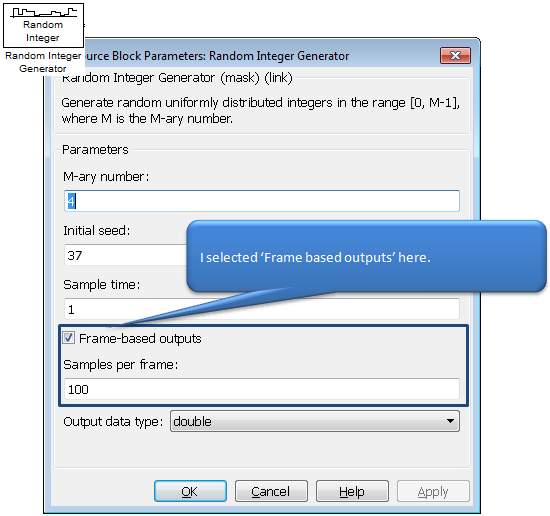 Random
Integer
Random Integer
Generator
ource Block Parameters: Random Integer Generator
Random Integer Generator (mask) (link)
Generate random uniformly distributed integers in the range [0, M-1],
where M is the M-ary number.
Parameters
M-ary number:
4
Initial seed:
37
I selected ‘Frame based outputs’ here.
Sample time:
1
Frame-based outputs
Samples per frame:
100
Output data type: double
OK Cancel Help Apply